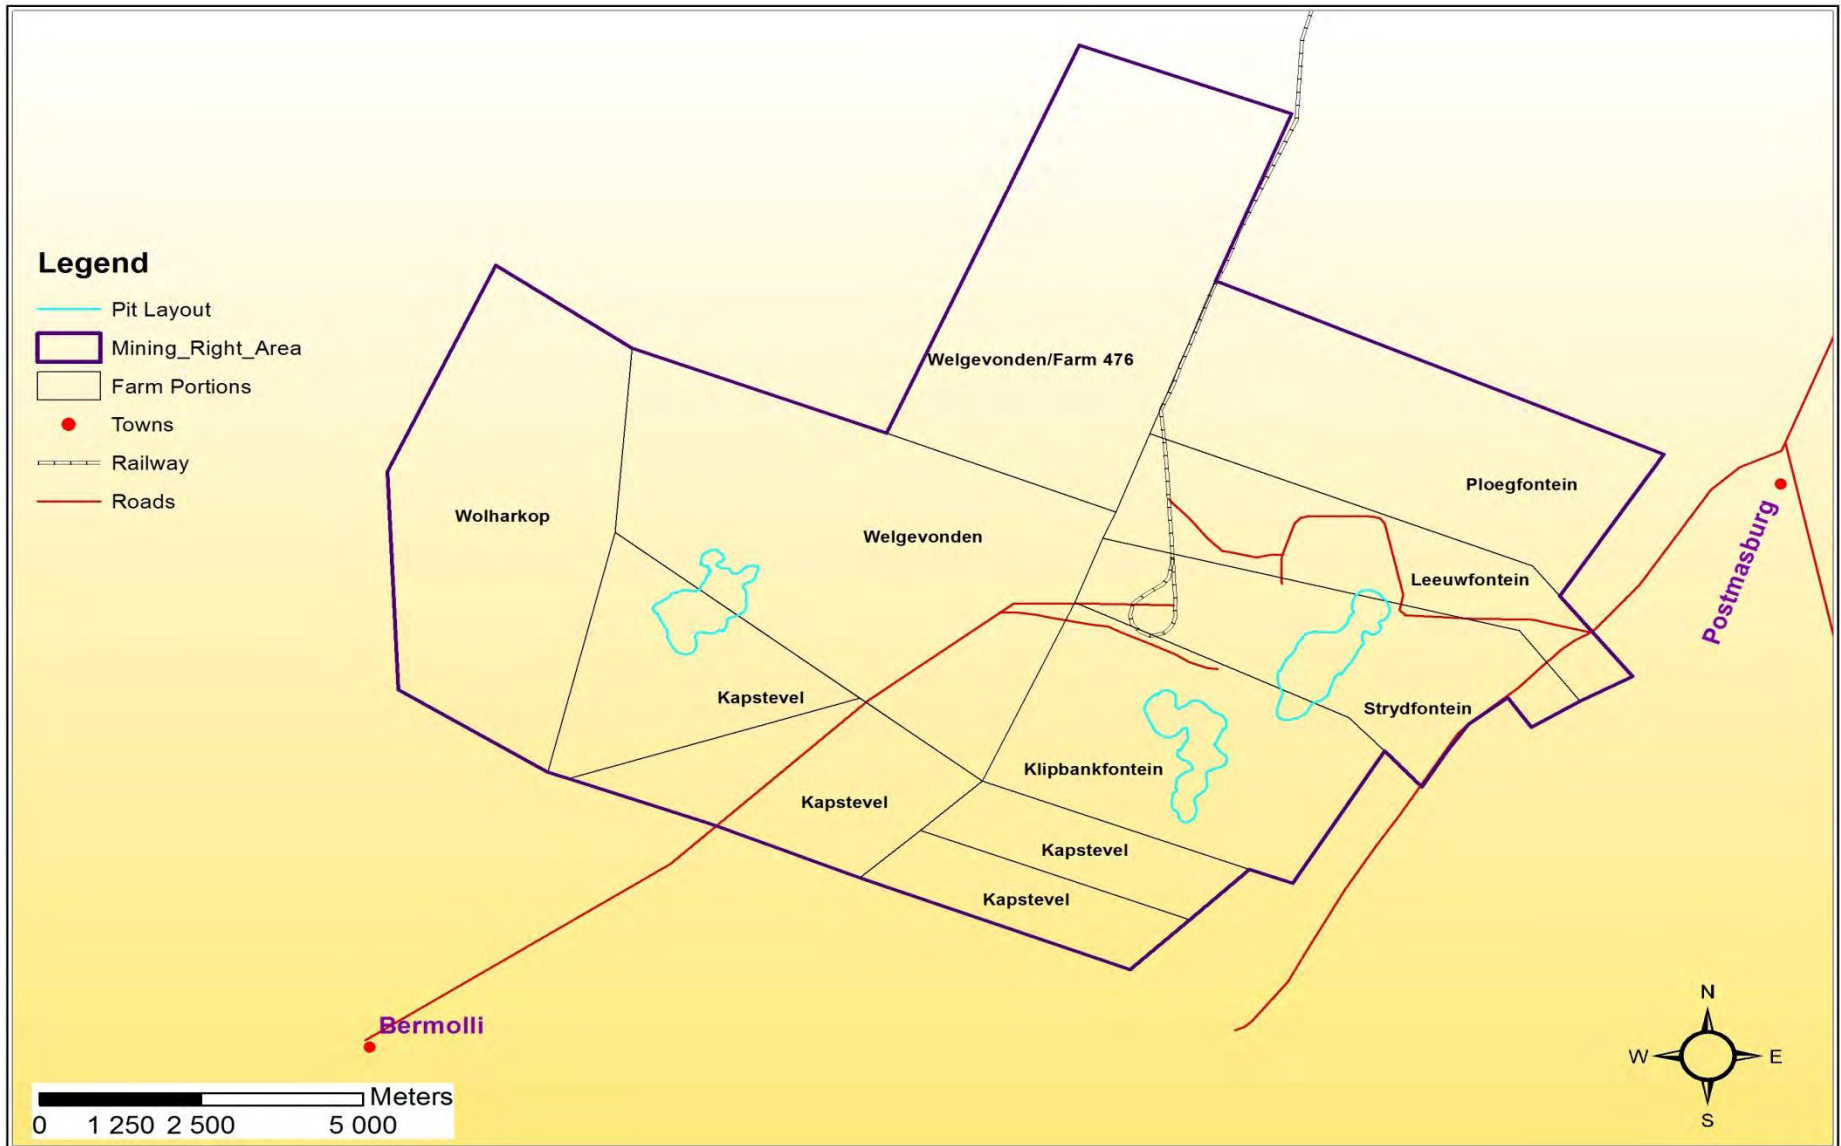 Legend
Pit Layout
Mining_Right_Area
Farm Portions
Towns
Railway
Roads
Welgevonden/Farm 476
Ploegfontein
Wolharkop
Welgevonden
Leeuwfontein
Postmasburg
Kapstevel
Strydfontein
Klipbankfontein
Kapstevel
Kapstevel
Kapstevel
Bermolli
Meters
0 1 250 2 500 5 000
N
W E
S